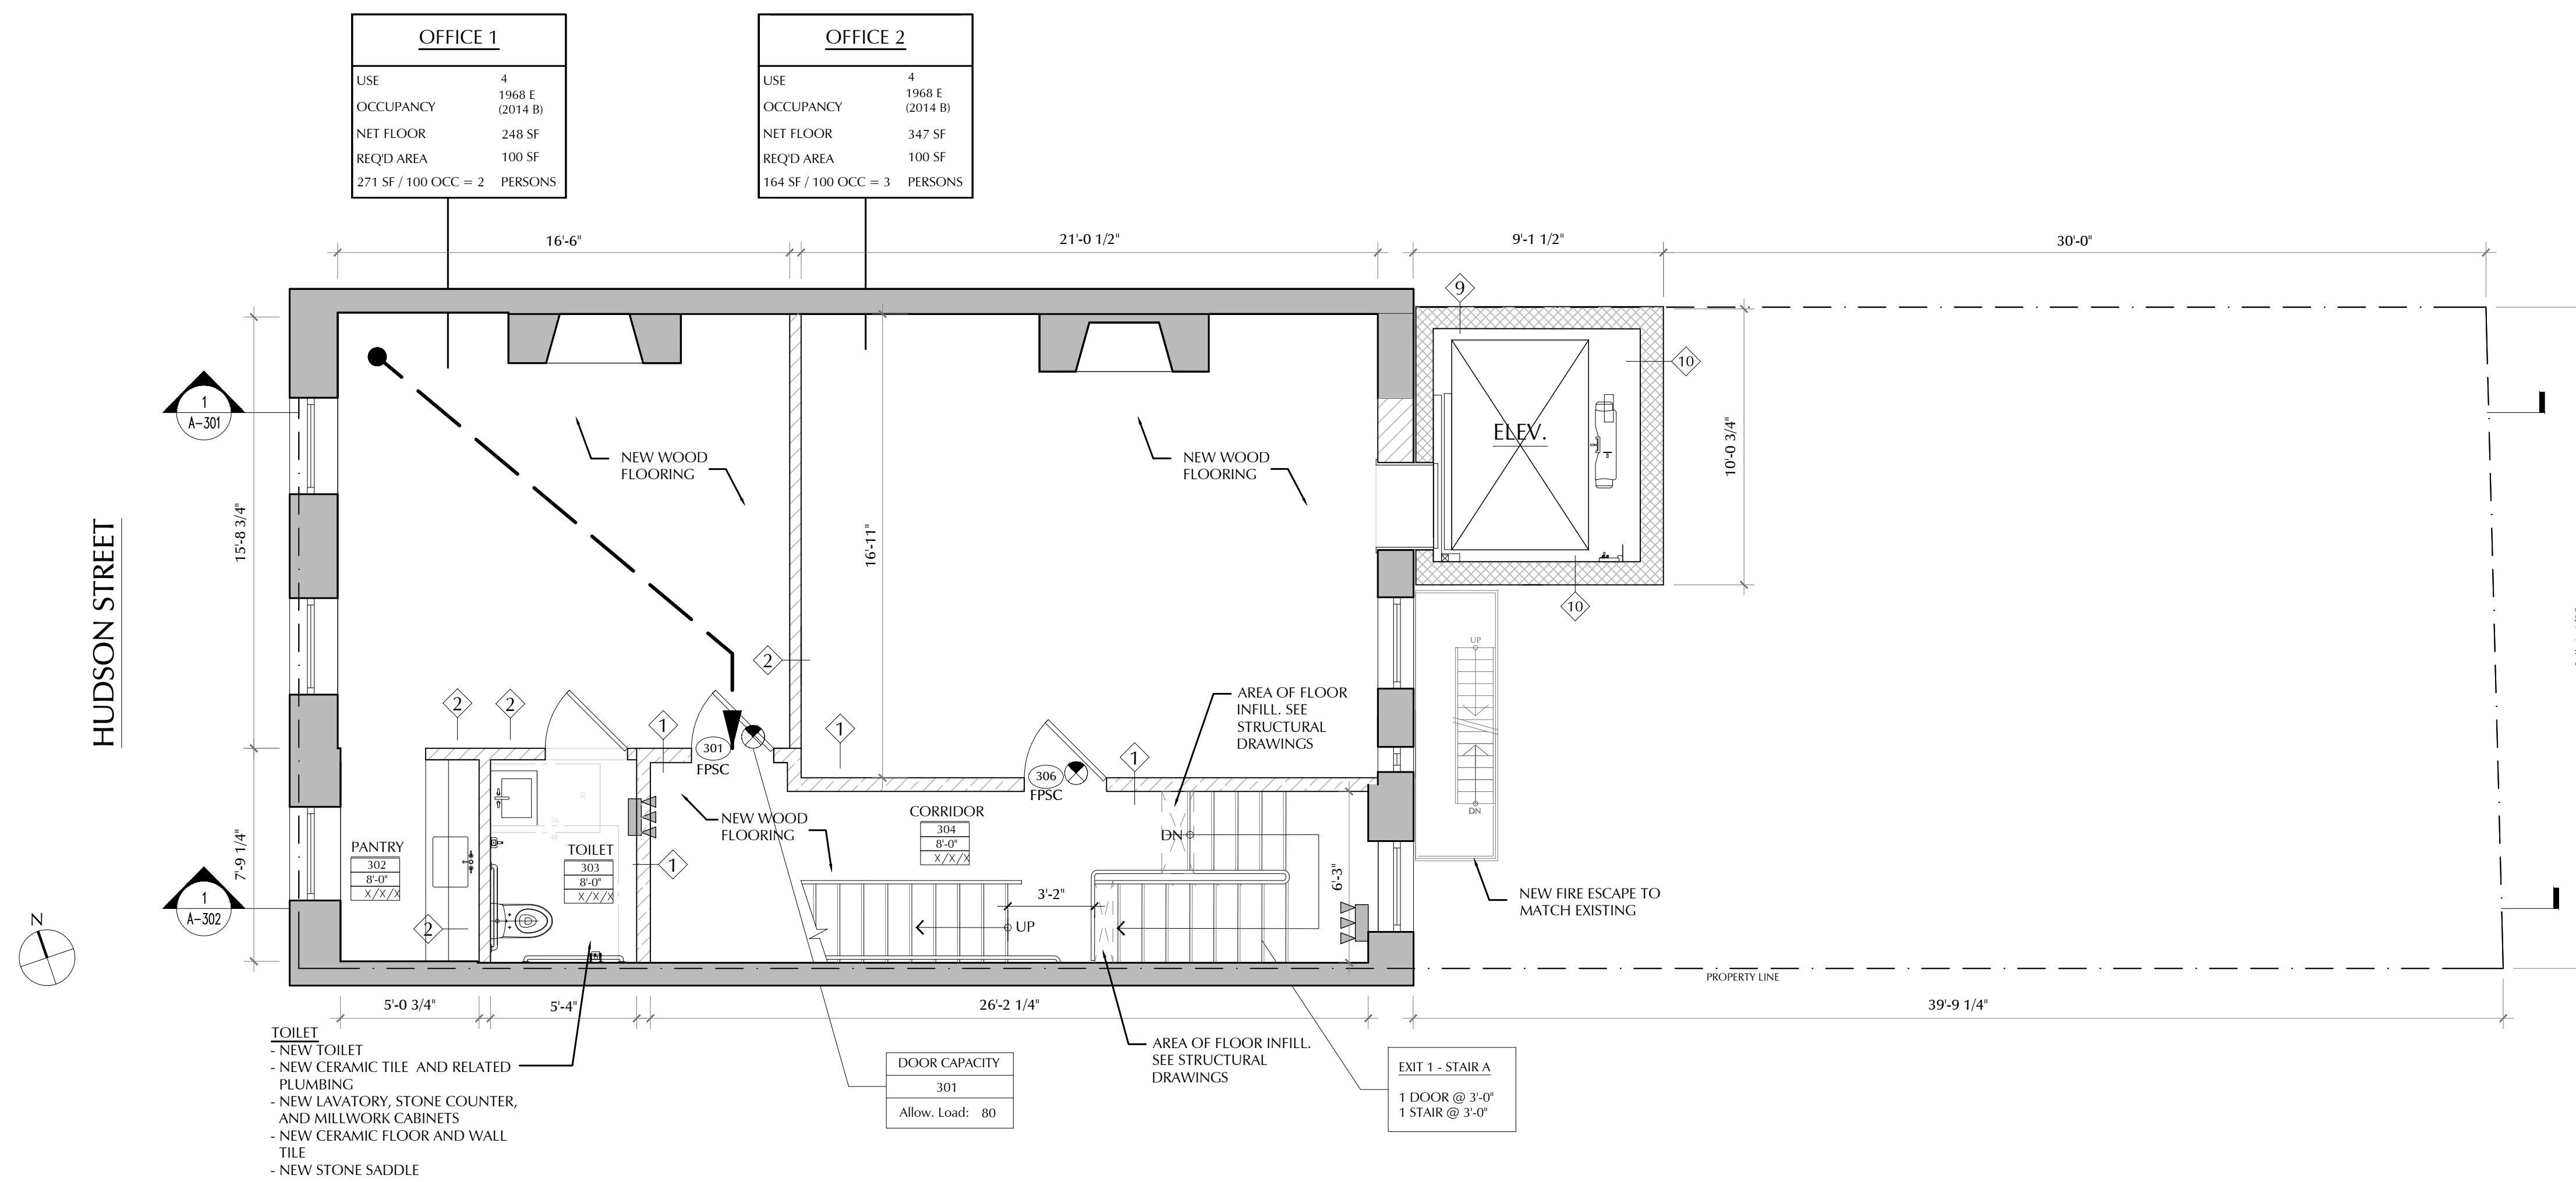 OFFICE 1
USE 4
OCCUPANCY 1968 E
(2014 B)
NET FLOOR 248 SF
REQ'D AREA 100 SF
271 SF / 100 OCC = 2 PERSONS
OFFICE 2
USE 4
OCCUPANCY 1968 E
(2014 B)
NET FLOOR 347 SF
REQ'D AREA 100 SF
164 SF / 100 OCC = 3 PERSONS
16'-6"
21'-0 1/2"
9'-1 1/2"
30'-0"
9
10
10
ELEV.
10'-0 3/4"
1
A-301
HUDSON STREET
15'-8 3/4"
7'-9 1/4"
NEW WOOD
FLOORING
16'-11"
NEW WOOD
FLOORING
2
2
2
1
301
FPSC
1
306
FPSC
1
AREA OF FLOOR
INFILL. SEE
STRUCTURAL
DRAWINGS
UP
DN
NEW FIRE ESCAPE TO
MATCH EXISTING
PANTRY
302
8'-0"
X/X/X
2
TOILET
303
8'-0"
X/X/X
30
1
NEW WOOD
FLOORING
CORRIDOR
304
8'-0"
X/X/X
DN
UP
3'-2"
6'-3"
1
A-302
N
PROPERTY LINE
5'-0 3/4"
5'-4"
26'-2 1/4"
39'-9 1/4"
TOILET
- NEW TOILET
- NEW CERAMIC TILE AND RELATED
PLUMBING
- NEW LAVATORY, STONE COUNTER,
AND MILLWORK CABINETS
- NEW CERAMIC FLOOR AND WALL
TILE
- NEW STONE SADDLE
DOOR CAPACITY
301
Allow. Load: 80
AREA OF FLOOR INFILL.
SEE STRUCTURAL
DRAWINGS
EXIT 1 - STAIR A
1 DOOR @ 3'-0"
1 STAIR @ 3'-0"